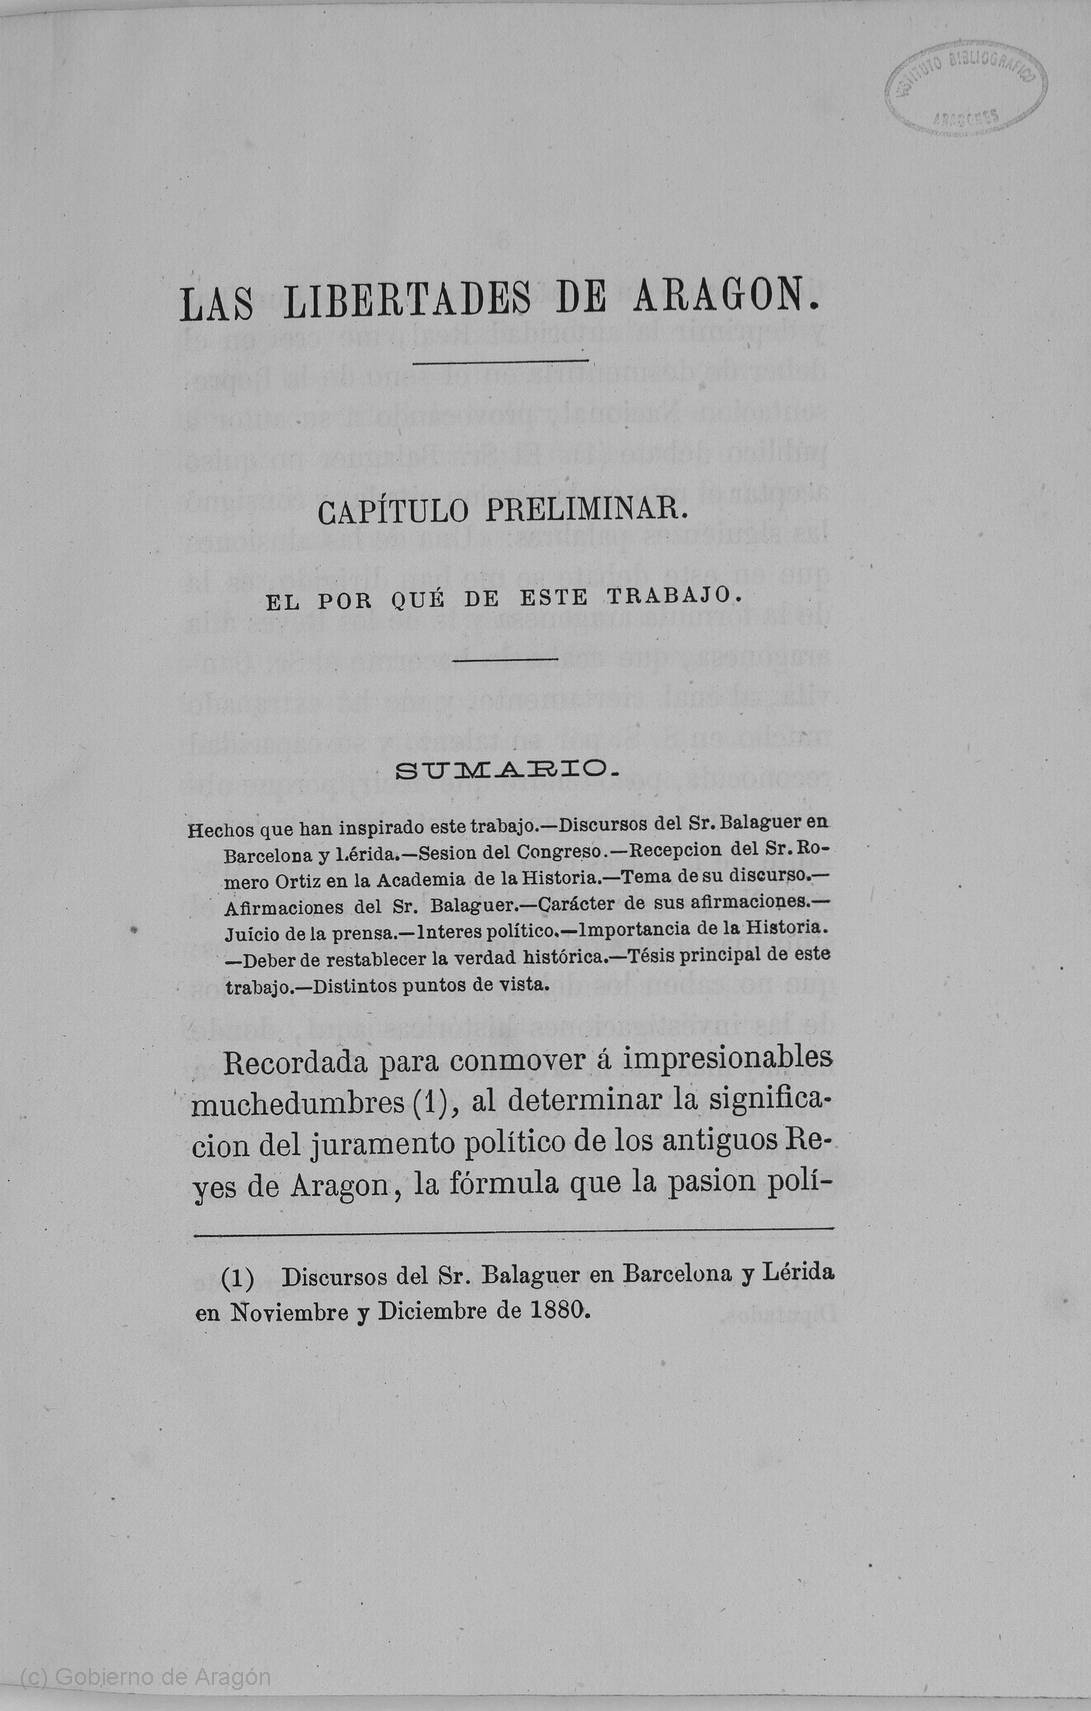 INSTITUTO BIBLIOGRAFICO
ARAGONES
LAS LIBERTADES DE ARAGON.
CAPÍTULO PRELIMINAR.
EL POR QUÉ DE ESTE TRABAJO.
SUMARIO.
Hechos que han inspirado este trabajo.—Discursos del Sr. Balaguer en
Barcelona y Lérida.—Sesion del Congreso.—Recepcion del Sr. Ro-
mero Ortiz en la Academia de la Historia.—Tema de su discurso.—
Afirmaciones del Sr. Balaguer.—Carácter de sus afirmaciones.—
Juício de la prensa.—Interes político.—Importancia de la Historia.
—Deber de restablecer la verdad histórica.—Tésis principal de este
trabajo.—Distintos puntos de vista.
Recordada para conmover á impresionables
muchedumbres (1), al determinar la significa-
cion del juramento político de los antiguos Re-
yes de Aragon, la fórmula que la pasion polí-
(1) Discursos del Sr. Balaguer en Barcelona y Lérida
en Noviembre y Diciembre de 1880.
(c) Gobierno de Aragón